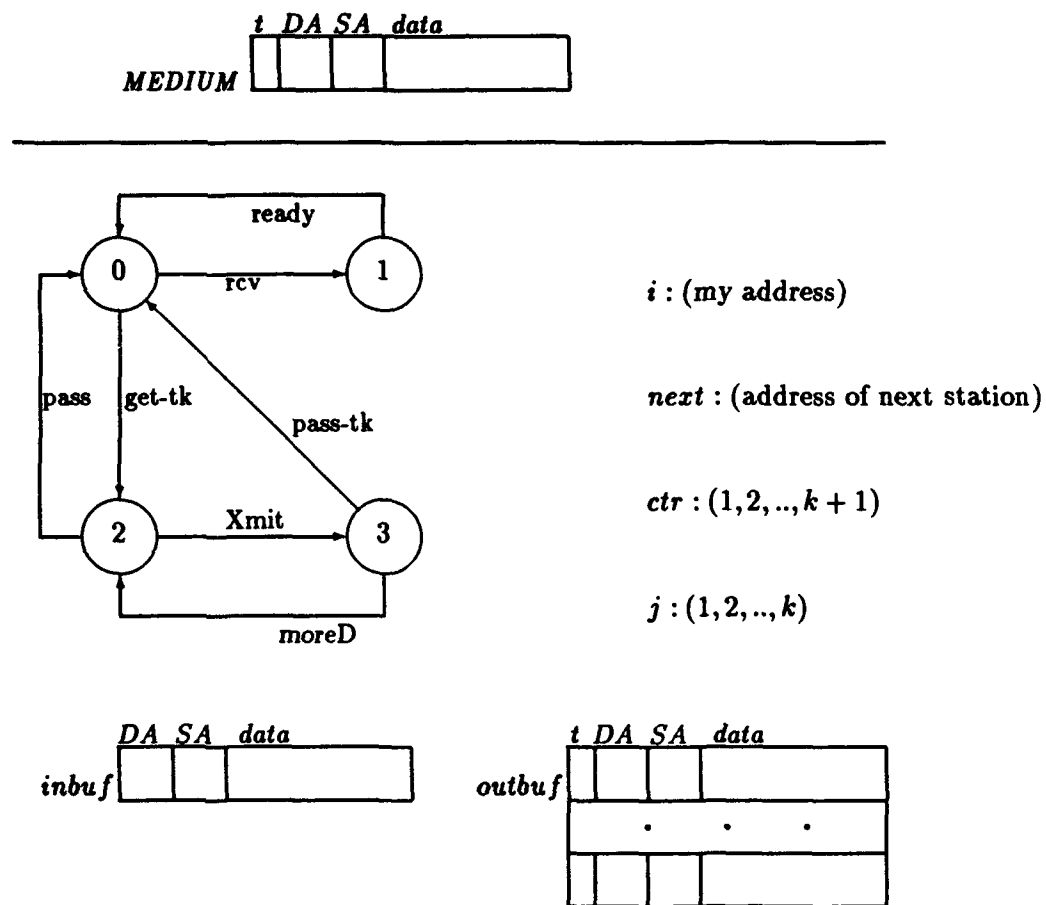 t DA SA data
MEDIUM
ready
0
1
rcv
i : (my address)
pass
get-tk
next : (address of next station)
pass-tk
ctr : (1, 2, .., k + 1)
2
Xmit
3
j : (1, 2, .., k)
moreD
DA SA data
inbuf
t DA SA data
outbuf
. . .